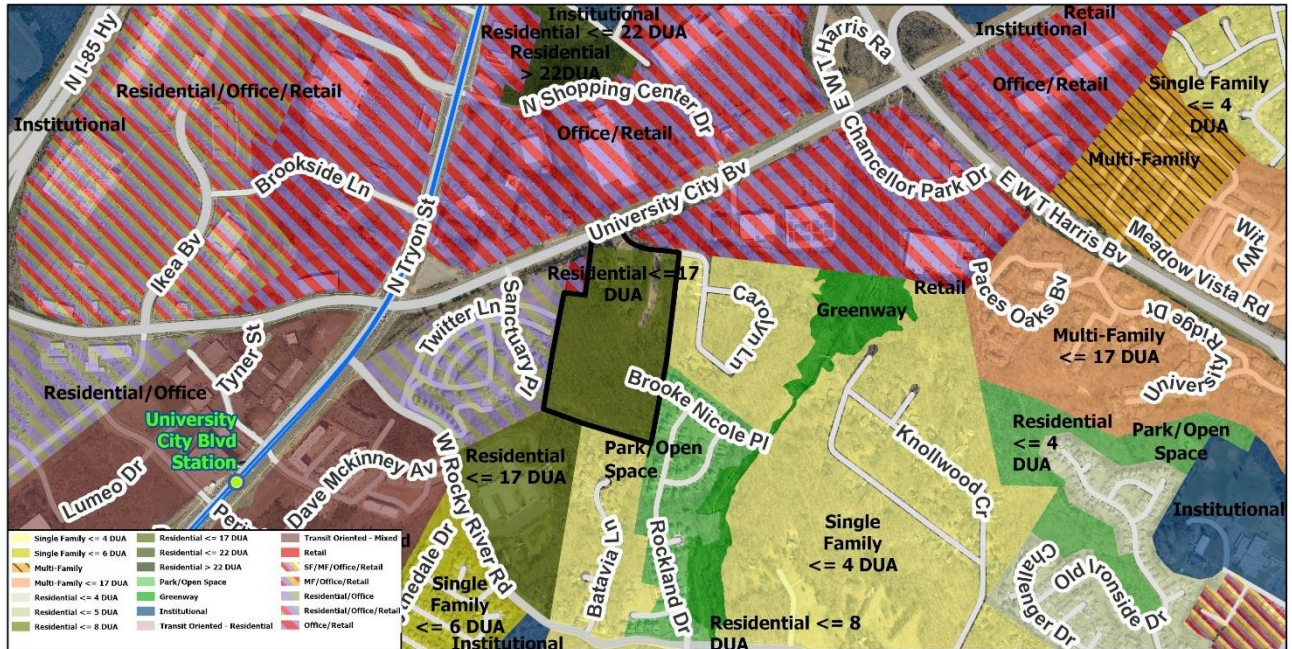 Institutional
Residential <= 22 DUA
Residential
> 22DUA
Retail
Institutional
N I-85 Hy
E W T Harris Ra
Residential/Office/Retail
N Shopping Center Dr
Office/Retail
Single Family
<= 4
DUA
Institutional
Office/Retail
E Chancellor Park Dr
Multi-Family
Brookside Ln
University City Bv
E W T Harris Bv
N Tryon St
Ikea Bv
Wit Wy
Meadow Vista Rd
Residential <=17
DUA
Sanctuary Pl
Twitter Ln
Carolyn Ln
Greenway
Retail
Paces Oaks Bv
Multi-Family
<= 17 DUA
University Ridge Dr
Tyner St
Residential/Office
University
City Blvd
Station
Brooke Nicole Pl
Residential
<= 4
DUA
Park/Open
Space
Knollwood Cr
Residential
<= 17 DUA
Park/Open
Space
Lumeo Dr
Dave Mckinney Av
W Rocky River Rd
Institutional
Single
Family
<= 4 DUA
Batavia Ln
Rockland Dr
Single
Family
<= 6 DUA
Institutional
Residential <= 8
DUA
Challenger Dr
Old Ironside Dr
Single Family <= 4 DUA
Single Family <= 6 DUA
Multi-Family
Multi-Family <= 17 DUA
Residential <= 4 DUA
Residential <= 5 DUA
Residential <= 8 DUA
Residential <= 17 DUA
Residential <= 22 DUA
Residential > 22 DUA
Park/Open Space
Greenway
Institutional
Transit Oriented - Residential
Transit Oriented - Mixed
Retail
SF/MF/Office/Retail
MF/Office/Retail
Residential/Office
Residential/Office/Retail
Office/Retail